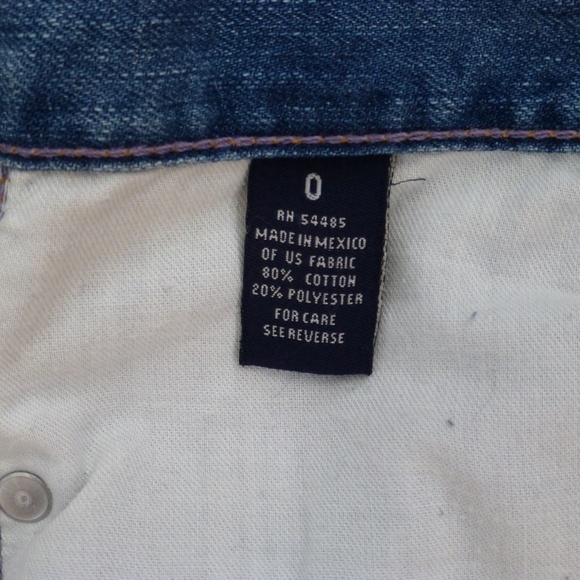 0
RN 54485
MADE IN MEXICO
OF US FABRIC
80% COTTON
20% POLYESTER
FOR CARE
SEE REVERSE